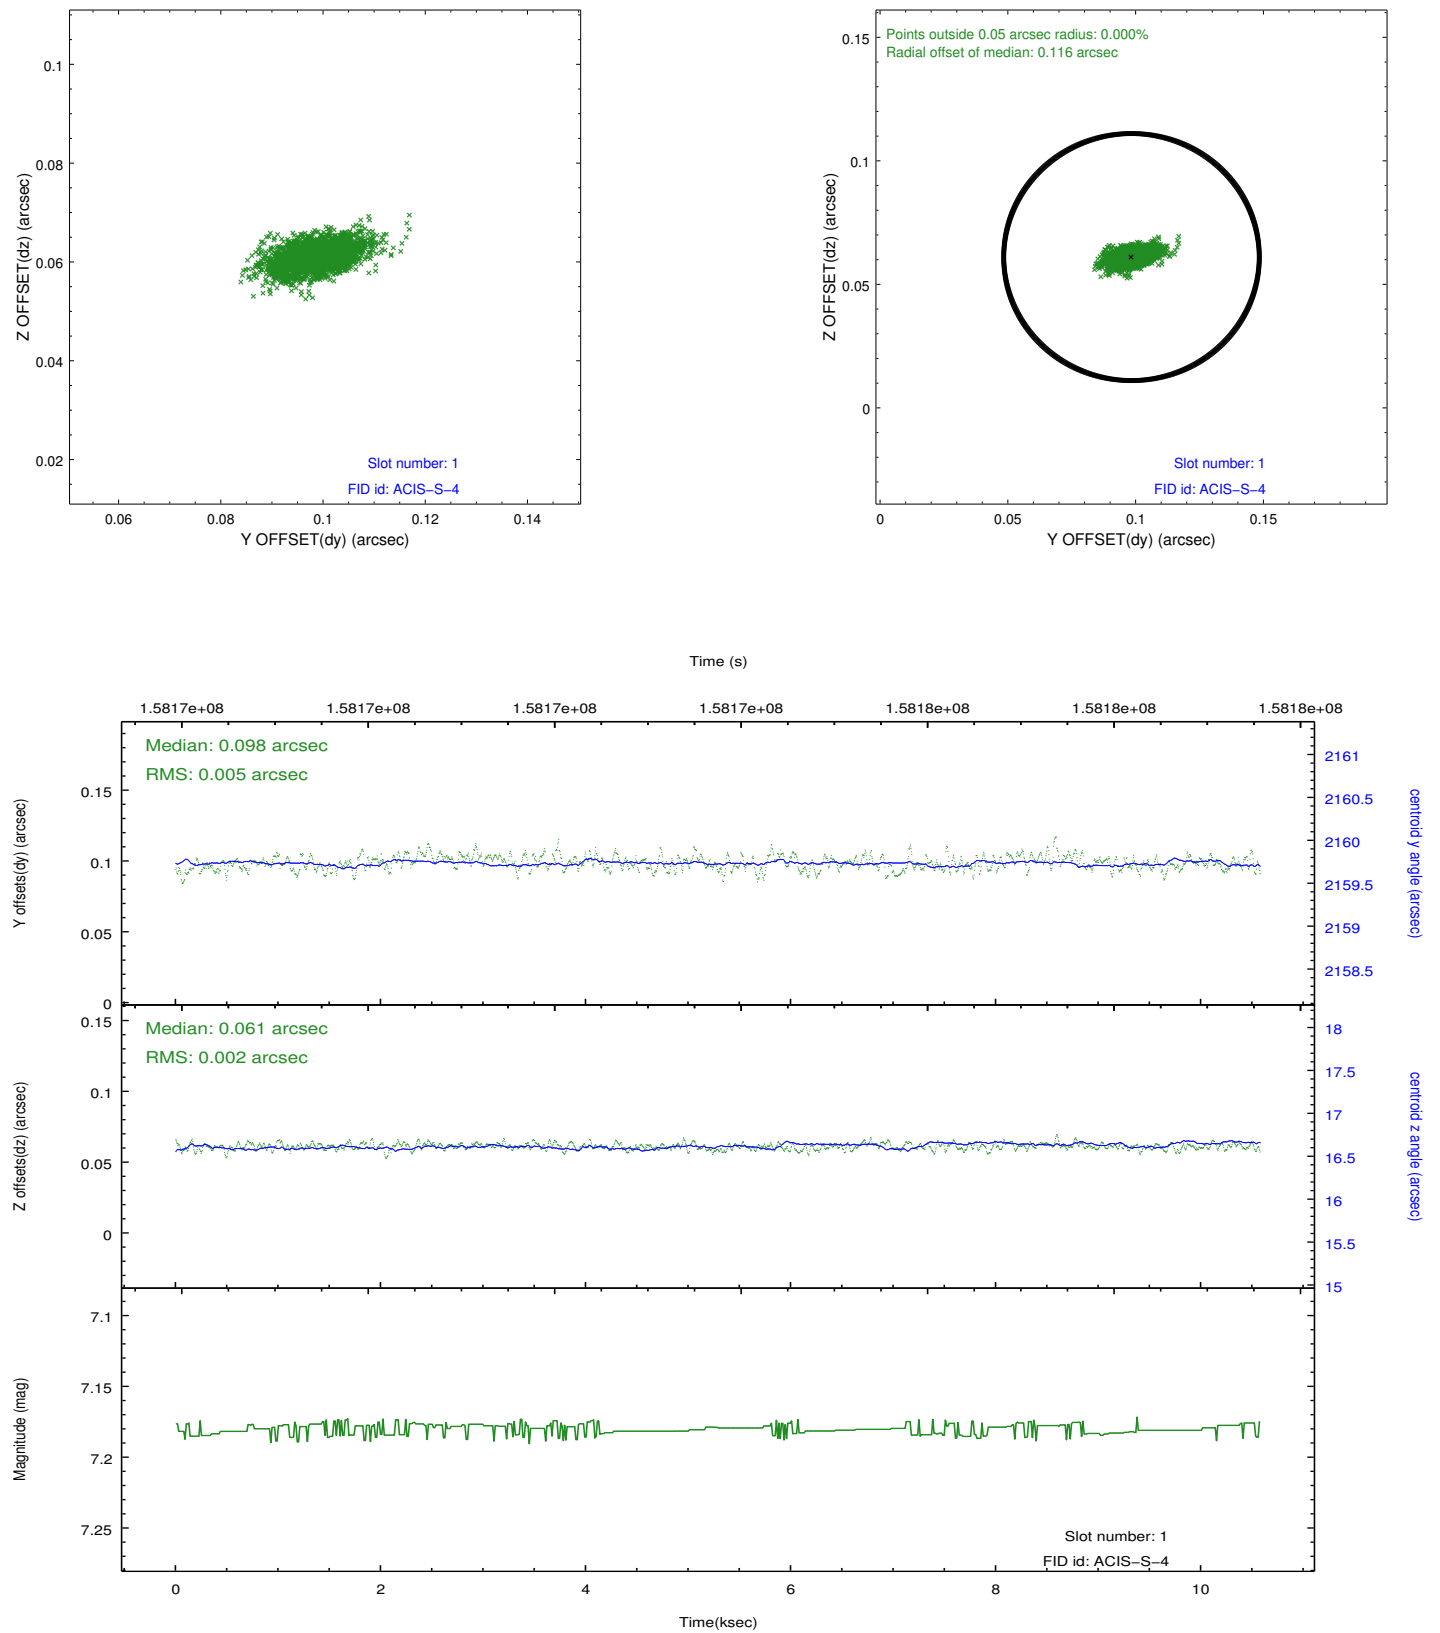 0.1
0.08
0.06
0.04
0.02
Z OFFSET(dz) (arcsec)
Slot number: 1
FID id: ACIS−S−4
0.06 0.08 0.1 0.12 0.14
Y OFFSET(dy) (arcsec)
Points outside 0.05 arcsec radius: 0.000%
Radial offset of median: 0.116 arcsec
0.15
0.1
0.05
0
Z OFFSET(dz) (arcsec)
Slot number: 1
FID id: ACIS−S−4
0 0.05 0.1 0.15
Y OFFSET(dy) (arcsec)
Time (s)
1.5817e+08 1.5817e+08 1.5817e+08 1.5817e+08 1.5818e+08 1.5818e+08 1.5818e+08
Median: 0.098 arcsec
RMS: 0.005 arcsec
0.15
0.1
0.05
0
Y offsets(dy) (arcsec)
2161
2160.5
2160
2159.5
2159
2158.5
centroid y angle (arcsec)
Median: 0.061 arcsec
RMS: 0.002 arcsec
0.15
0.1
0.05
0
Z offsets(dz) (arcsec)
18
17.5
17
16.5
16
15.5
15
centroid z angle (arcsec)
7.1
7.15
7.2
7.25
Magnitude (mag)
Slot number: 1
FID id: ACIS−S−4
0 2 4 6 8 10
Time(ksec)